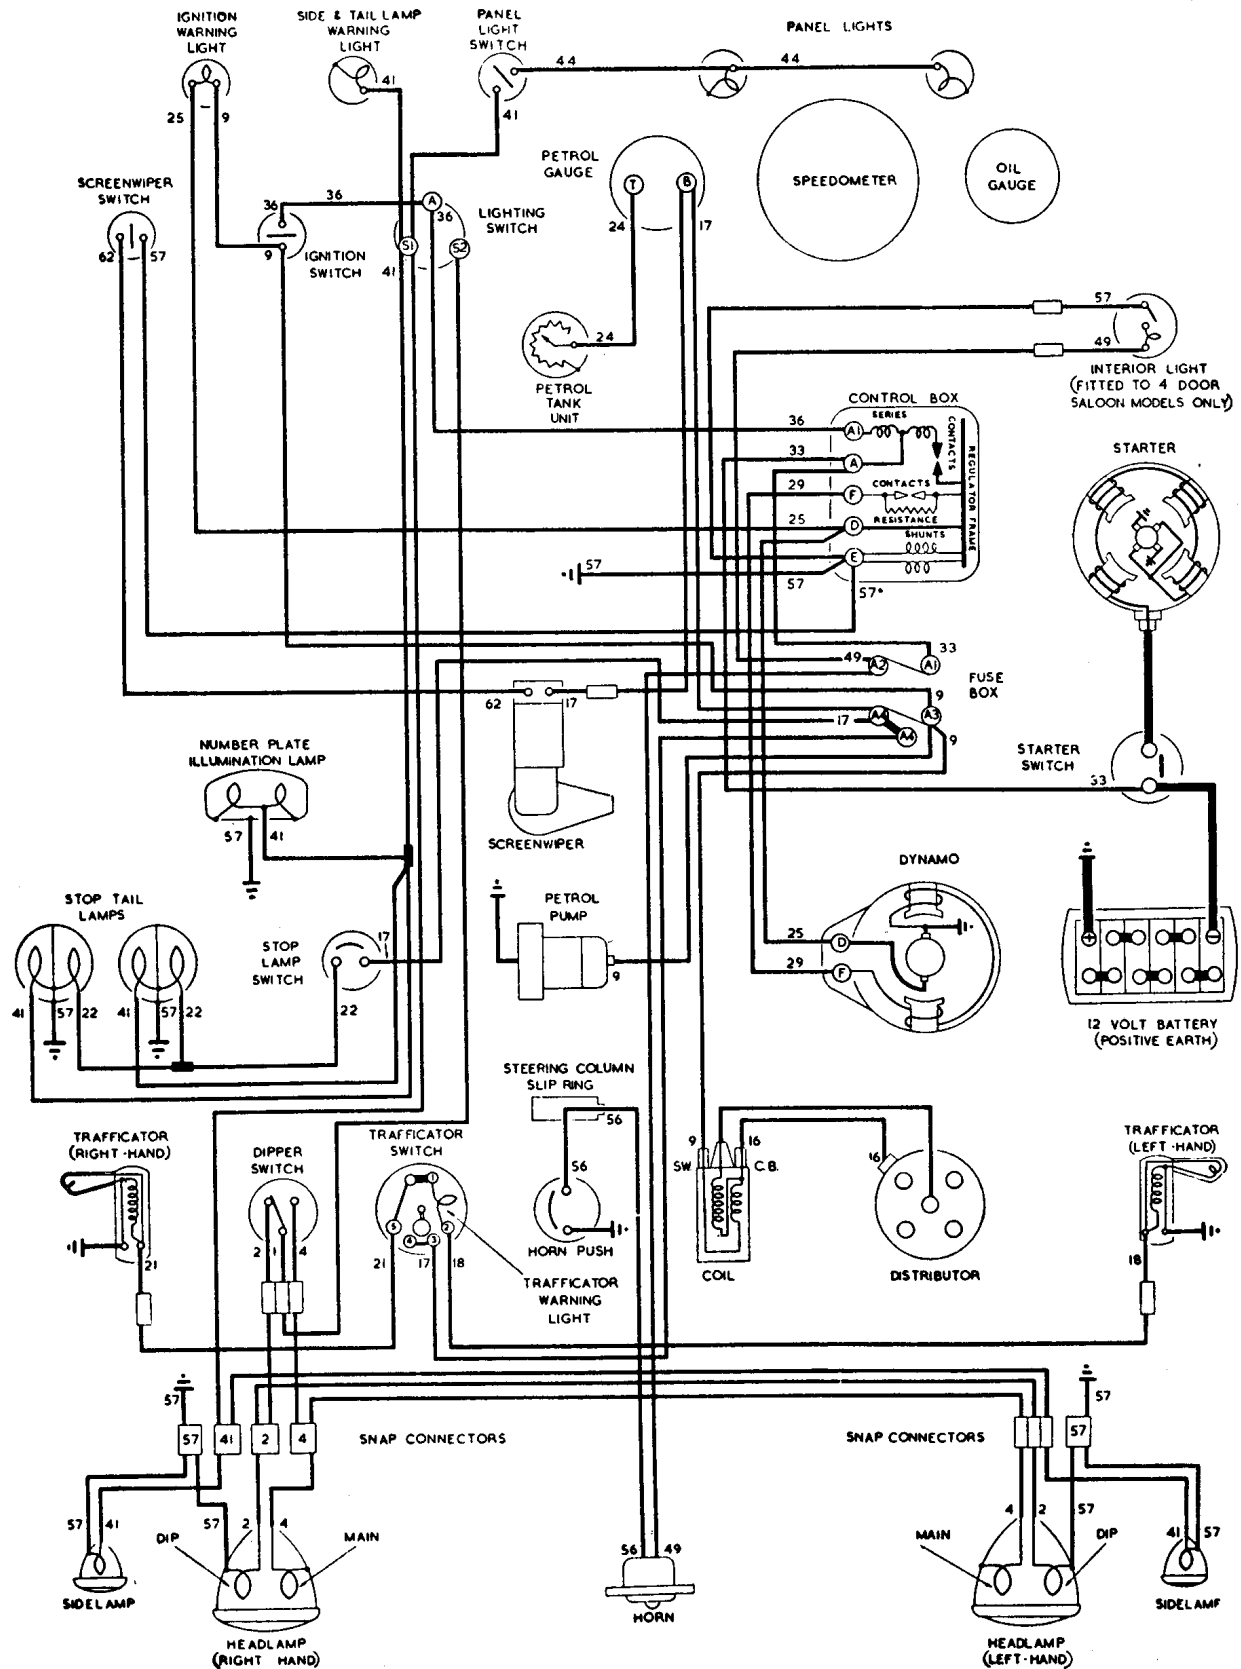 IGNITION
WARNING
LIGHT
SIDE & TAIL LAMP
WARNING
LIGHT
PANEL
LIGHT
SWITCH
PANEL LIGHTS
44
44
41
41
25
9
PETROL
GAUGE
T
B
24
17
SPEEDOMETER
OIL
GAUGE
SCREENWIPER
SWITCH
62
57
36
36
9
IGNITION
SWITCH
A
36
S1
S2
41
LIGHTING
SWITCH
24
PETROL
TANK
UNIT
57
49
INTERIOR LIGHT
(FITTED TO 4 DOOR
SALOON MODELS ONLY)
CONTROL BOX
SERIES
CONTACTS
REGULATOR FRAME
36
A1
33
A
29
F
CONTACTS
25
D
RESISTANCE
SHUNTS
57
E
57
57
STARTER
33
49
A2
A1
FUSE
BOX
9
17
A4
A3
A4
9
62
17
SCREENWIPER
STARTER
SWITCH
33
NUMBER PLATE
ILLUMINATION LAMP
57
41
STOP TAIL
LAMPS
41
57
22
41
57
22
STOP
LAMP
SWITCH
17
22
PETROL
PUMP
9
DYNAMO
25
D
29
F
+
−
12 VOLT BATTERY
(POSITIVE EARTH)
STEERING COLUMN
SLIP RING
56
TRAFFICATOR
(RIGHT-HAND)
21
DIPPER
SWITCH
2
1
4
TRAFFICATOR
SWITCH
1
5
2
4
3
21
17
18
TRAFFICATOR
WARNING
LIGHT
56
HORN PUSH
9
16
SW.
C.B.
COIL
16
DISTRIBUTOR
TRAFFICATOR
(LEFT-HAND)
18
57
57
41
2
4
SNAP CONNECTORS
SNAP CONNECTORS
57
57
57
41
57
2
4
DIP
MAIN
SIDELAMP
HEADLAMP
(RIGHT HAND)
56
49
HORN
4
2
57
MAIN
DIP
HEADLAMP
(LEFT-HAND)
41
57
SIDELAMP